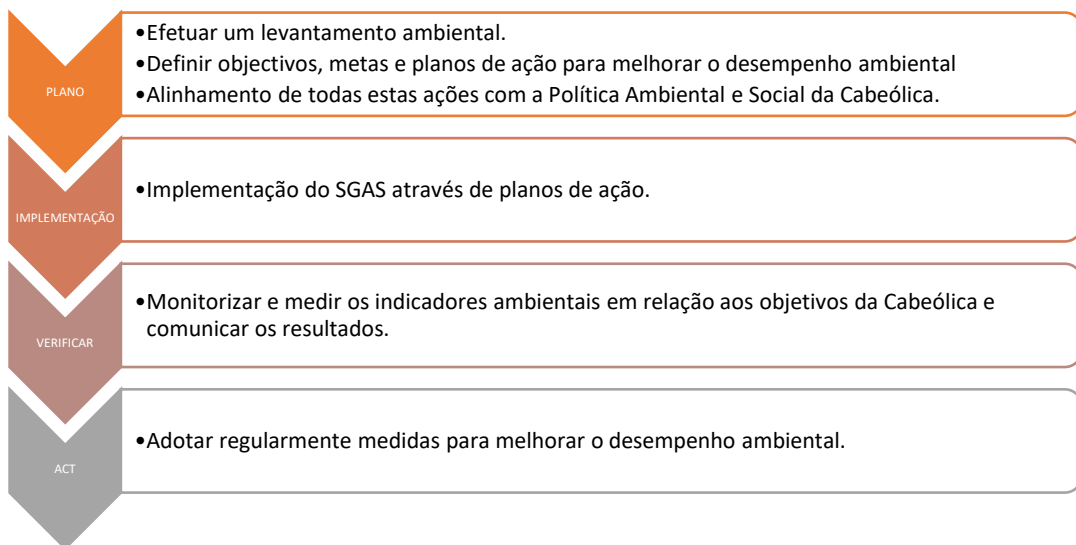 PLANO
•Efetuar um levantamento ambiental.
•Definir objectivos, metas e planos de ação para melhorar o desempenho ambiental
•Alinhamento de todas estas ações com a Política Ambiental e Social da Cabeólica.
IMPLEMENTAÇÃO
•Implementação do SGAS através de planos de ação.
VERIFICAR
•Monitorizar e medir os indicadores ambientais em relação aos objetivos da Cabeólica e
comunicar os resultados.
ACT
•Adotar regularmente medidas para melhorar o desempenho ambiental.